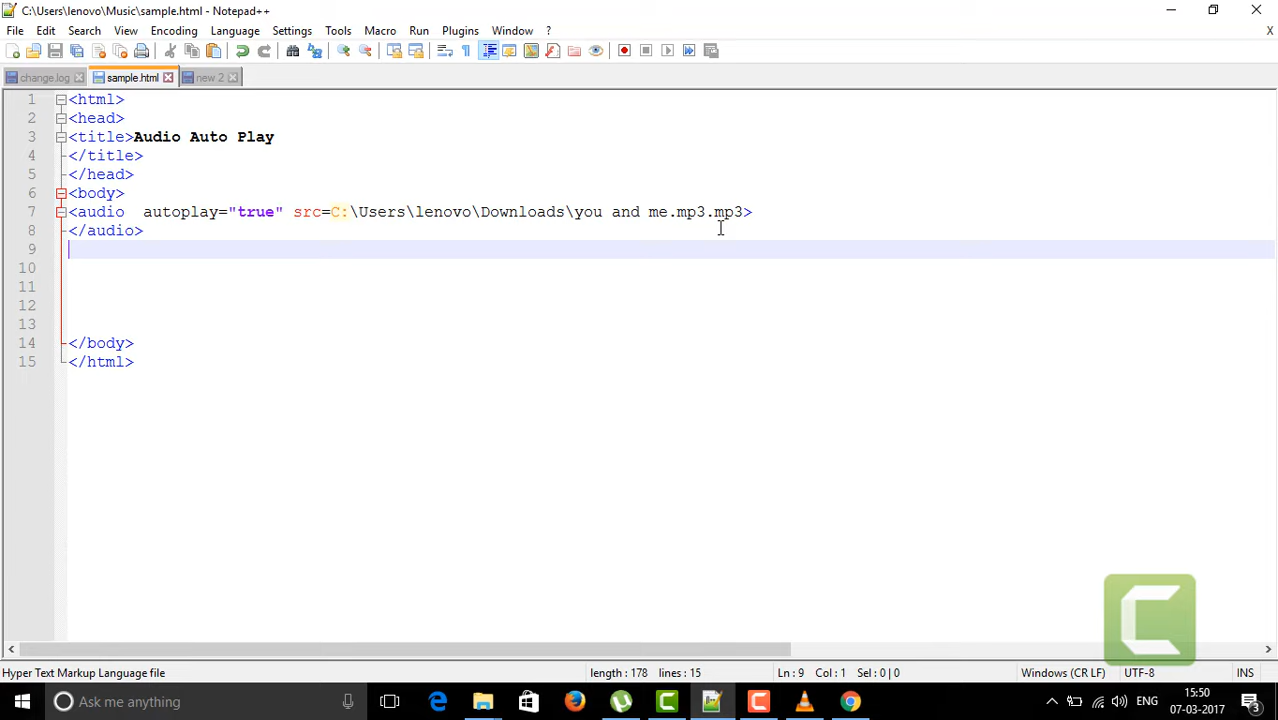 C:\Users\lenovo\Music\sample.html - Notepad++
File Edit Search View Encoding Language Settings Tools Macro Run Plugins Window ? X
change.log sample.html new 2
1 <html>
2 <head>
3 <title>Audio Auto Play
4 </title>
5 </head>
6 <body>
7 <audio  autoplay="true" src=C:\Users\lenovo\Downloads\you and me.mp3.mp3>
8 </audio>
9
10
11
12
13
14 </body>
15 </html>
Hyper Text Markup Language file length : 178 lines : 15 Ln : 9 Col : 1 Sel : 0 | 0 Windows (CR LF) UTF-8 INS
Ask me anything ENG 15:50
07-03-2017 3